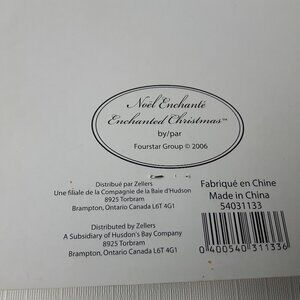 Noël Enchanté
Enchanted Christmas™
by/par
Fourstar Group © 2006
Distribué par Zellers
Une filiale de la Compagnie de la Baie d'Hudson
8925 Torbram
Brampton, Ontario Canada L6T 4G1
Distributed by Zellers
A Subsidiary of Husdon's Bay Company
8925 Torbram
Brampton, Ontario Canada L6T 4G1
Fabriqué en Chine
Made in China
54031133
0 400540 311336